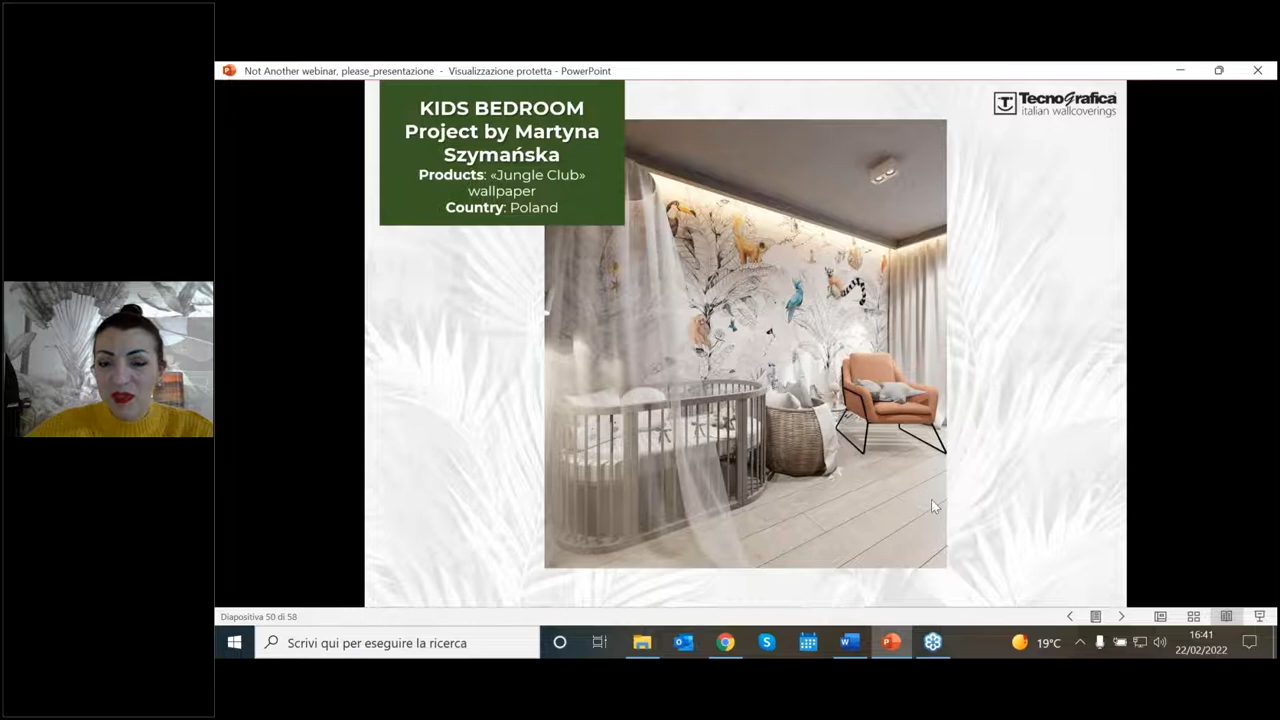 Not Another webinar, please_presentazione - Visualizzazione protetta - PowerPoint
KIDS BEDROOM
Project by Martyna
Szymańska
Products: «Jungle Club»
wallpaper
Country: Poland
T
Tecnografica
italian wallcoverings
Diapositiva 50 di 58
Scrivi qui per eseguire la ricerca
19°C
16:41
22/02/2022